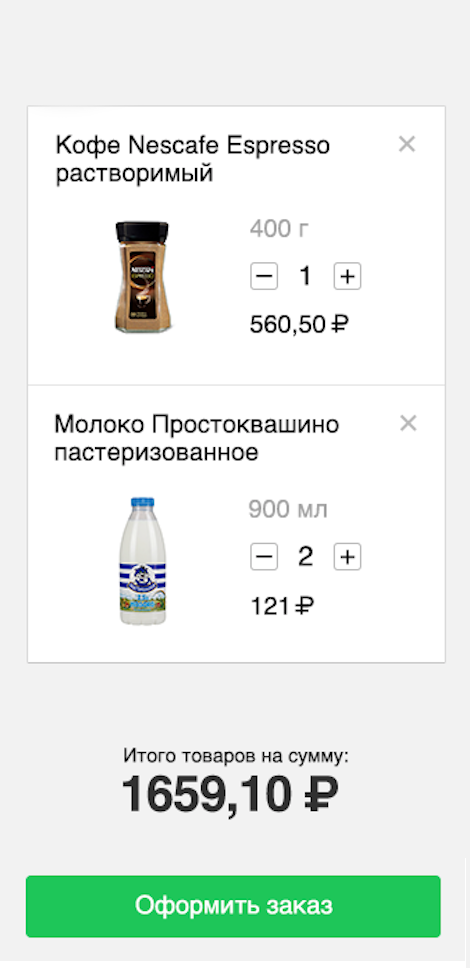 Кофе Nescafe Espresso
растворимый
400 г
1
560,50 ₽
Молоко Простоквашино
пастеризованное
900 мл
2
121 ₽
Итого товаров на сумму:
1659,10 ₽
Оформить заказ